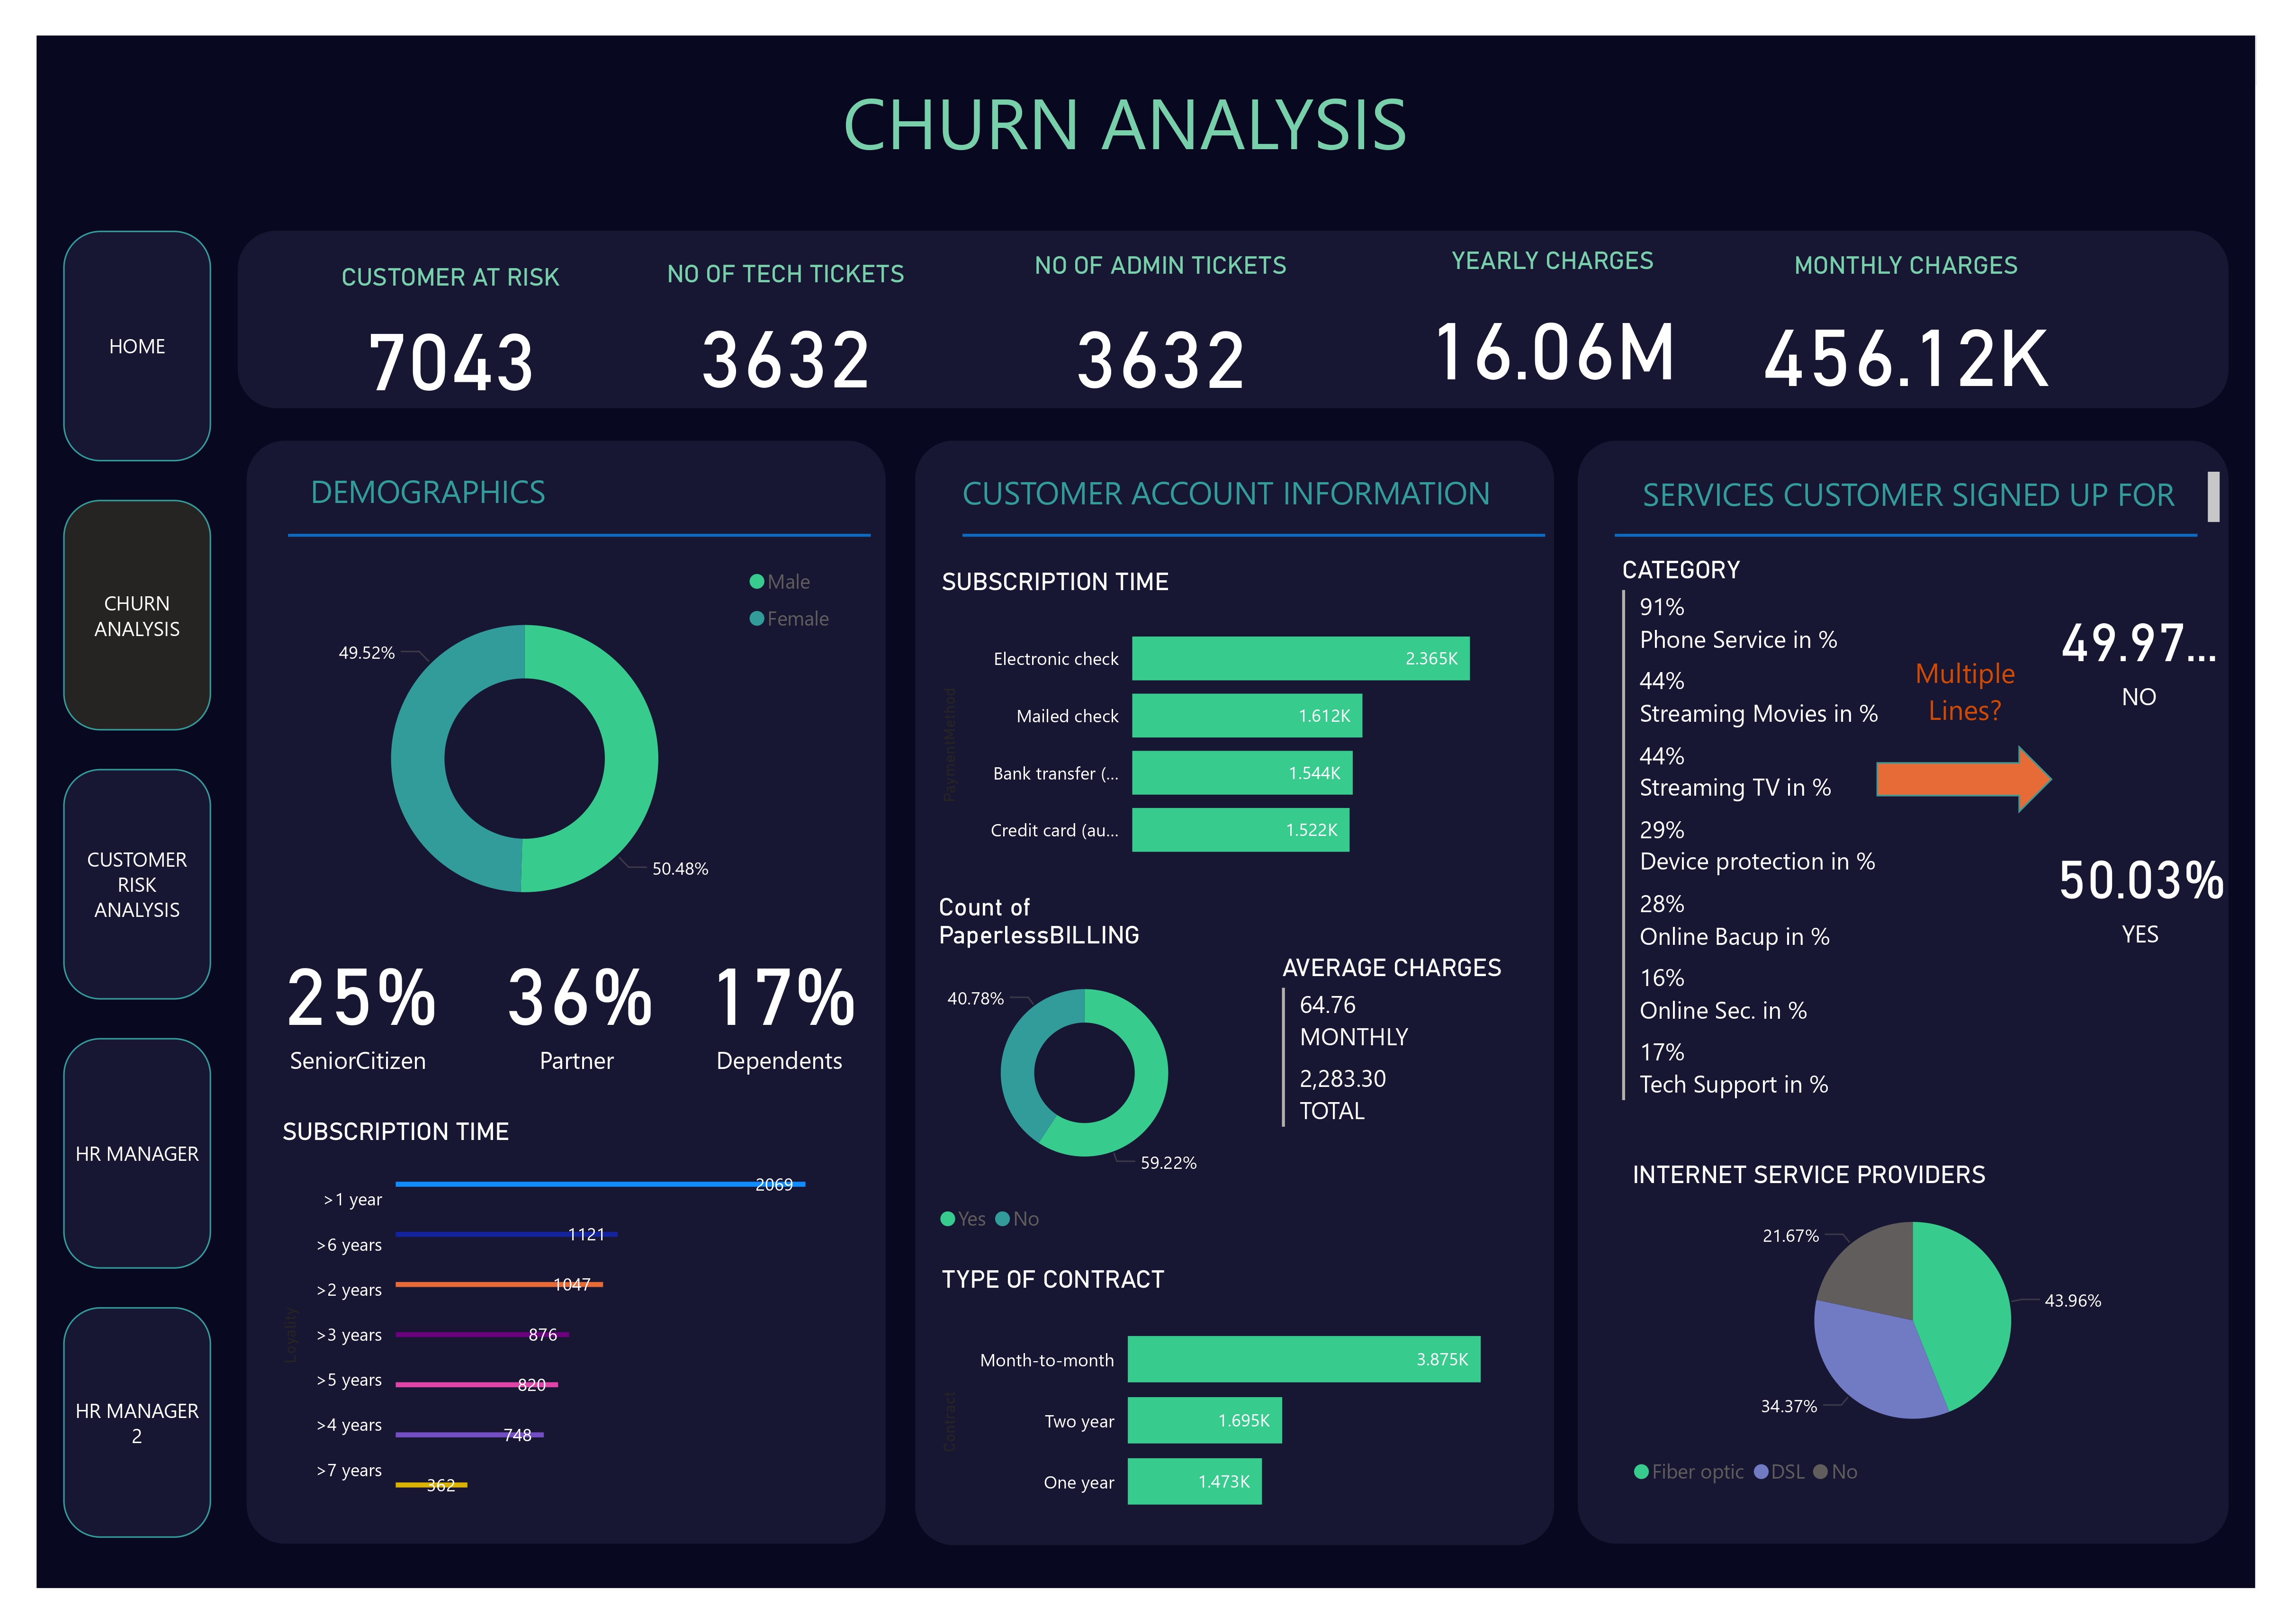 CHURN ANALYSIS
HOME
CHURN
ANALYSIS
CUSTOMER
RISK
ANALYSIS
HR MANAGER
HR MANAGER
2
CUSTOMER AT RISK
7043
NO OF TECH TICKETS
3632
NO OF ADMIN TICKETS
3632
YEARLY CHARGES
16.06M
MONTHLY CHARGES
456.12K
DEMOGRAPHICS
Male
Female
49.52%
50.48%
25%
SeniorCitizen
36%
Partner
17%
Dependents
SUBSCRIPTION TIME
Loyality
>1 year
2069
>6 years
1121
>2 years
1047
>3 years
876
>5 years
820
>4 years
748
>7 years
362
CUSTOMER ACCOUNT INFORMATION
SUBSCRIPTION TIME
PaymentMethod
Electronic check
2.365K
Mailed check
1.612K
Bank transfer (...
1.544K
Credit card (au...
1.522K
Count of
PaperlessBILLING
40.78%
59.22%
Yes No
AVERAGE CHARGES
64.76
MONTHLY
2,283.30
TOTAL
TYPE OF CONTRACT
Contract
Month-to-month
3.875K
Two year
1.695K
One year
1.473K
SERVICES CUSTOMER SIGNED UP FOR
CATEGORY
91%
Phone Service in %
44%
Streaming Movies in %
44%
Streaming TV in %
29%
Device protection in %
28%
Online Bacup in %
16%
Online Sec. in %
17%
Tech Support in %
Multiple
Lines?
49.97...
NO
50.03%
YES
INTERNET SERVICE PROVIDERS
21.67%
43.96%
34.37%
Fiber optic DSL No